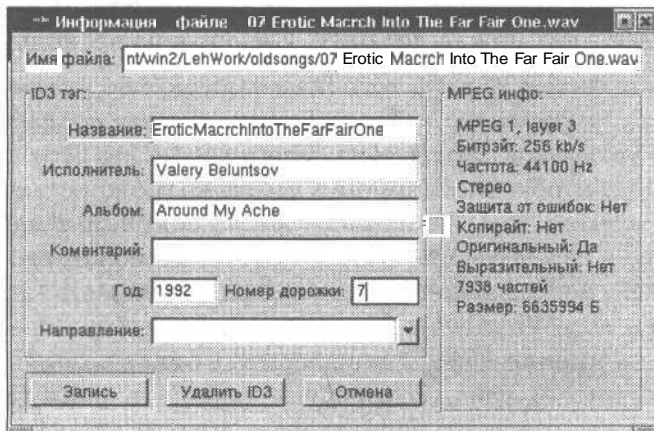 Информация файле 07 Erotic Macrch Into The Far Fair One.wav
Имя файла: nt/win2/LehWork/oldsongs/07 Erotic Macrch Into The Far Fair One.wav
ID3 тэг:
Название: EroticMacrchIntoTheFarFairOne
Исполнитель: Valery Beluntsov
Альбом: Around My Ache
Коментарий:
Год: 1992 Номер дорожки: 7
Направление:
Запись Удалить ID3 Отмена
MPEG инфо:
MPEG 1, layer 3
Битрэйт: 256 kb/s
Частота: 44100 Hz
Стерео
Защита от ошибок: Нет
Копирайт: Нет
Оригинальный: Да
Выразительный: Нет
7938 частей
Размер: 6635994 Б